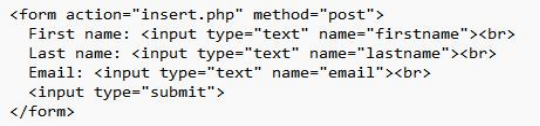 <form action="insert.php" method="post">
  First name: <input type="text" name="firstname"><br>
  Last name: <input type="text" name="lastname"><br>
  Email: <input type="text" name="email"><br>
  <input type="submit">
</form>